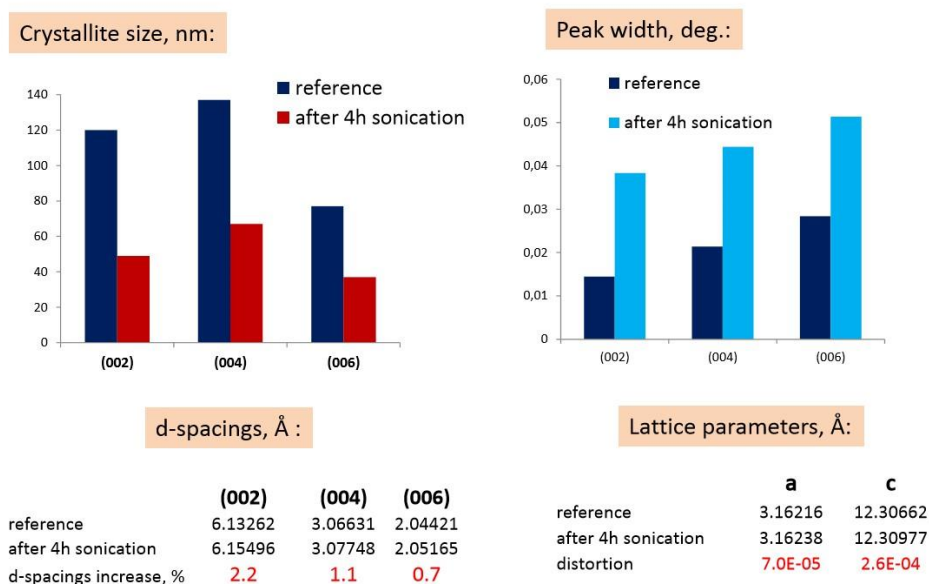 Crystallite size, nm:
reference
after 4h sonication
140
120
100
80
60
40
20
0
(002) (004) (006)
Peak width, deg.:
reference
after 4h sonication
0,06
0,05
0,04
0,03
0,02
0,01
0
(002) (004) (006)
d-spacings, Å :
(002) (004) (006)
reference 6.13262 3.06631 2.04421
after 4h sonication 6.15496 3.07748 2.05165
d-spacings increase, % 2.2 1.1 0.7
Lattice parameters, Å:
a c
reference 3.16216 12.30662
after 4h sonication 3.16238 12.30977
distortion 7.0E-05 2.6E-04